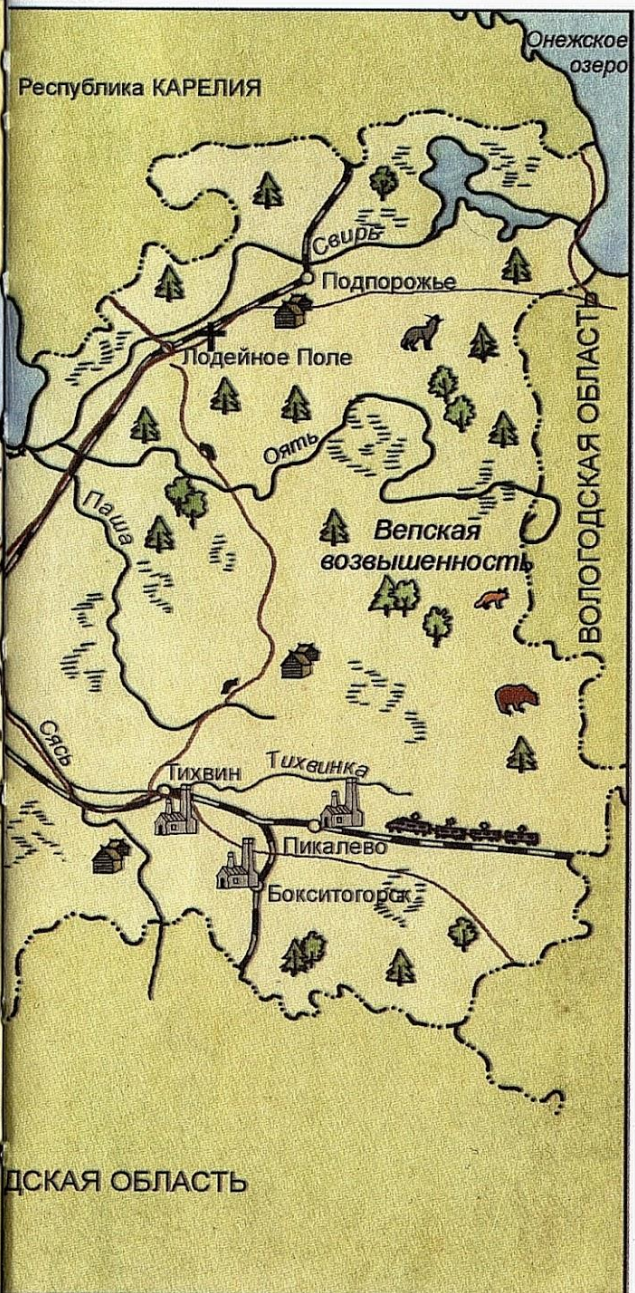 Онежское
озеро
Республика КАРЕЛИЯ
Свирь
Подпорожье
Лодейное Поле
ВОЛОГОДСКАЯ ОБЛАСТЬ
Оять
Паша
Вепская
возвышенность
Сясь
Тихвин
Тихвинка
Пикалево
Бокситогорск
ДСКАЯ ОБЛАСТЬ